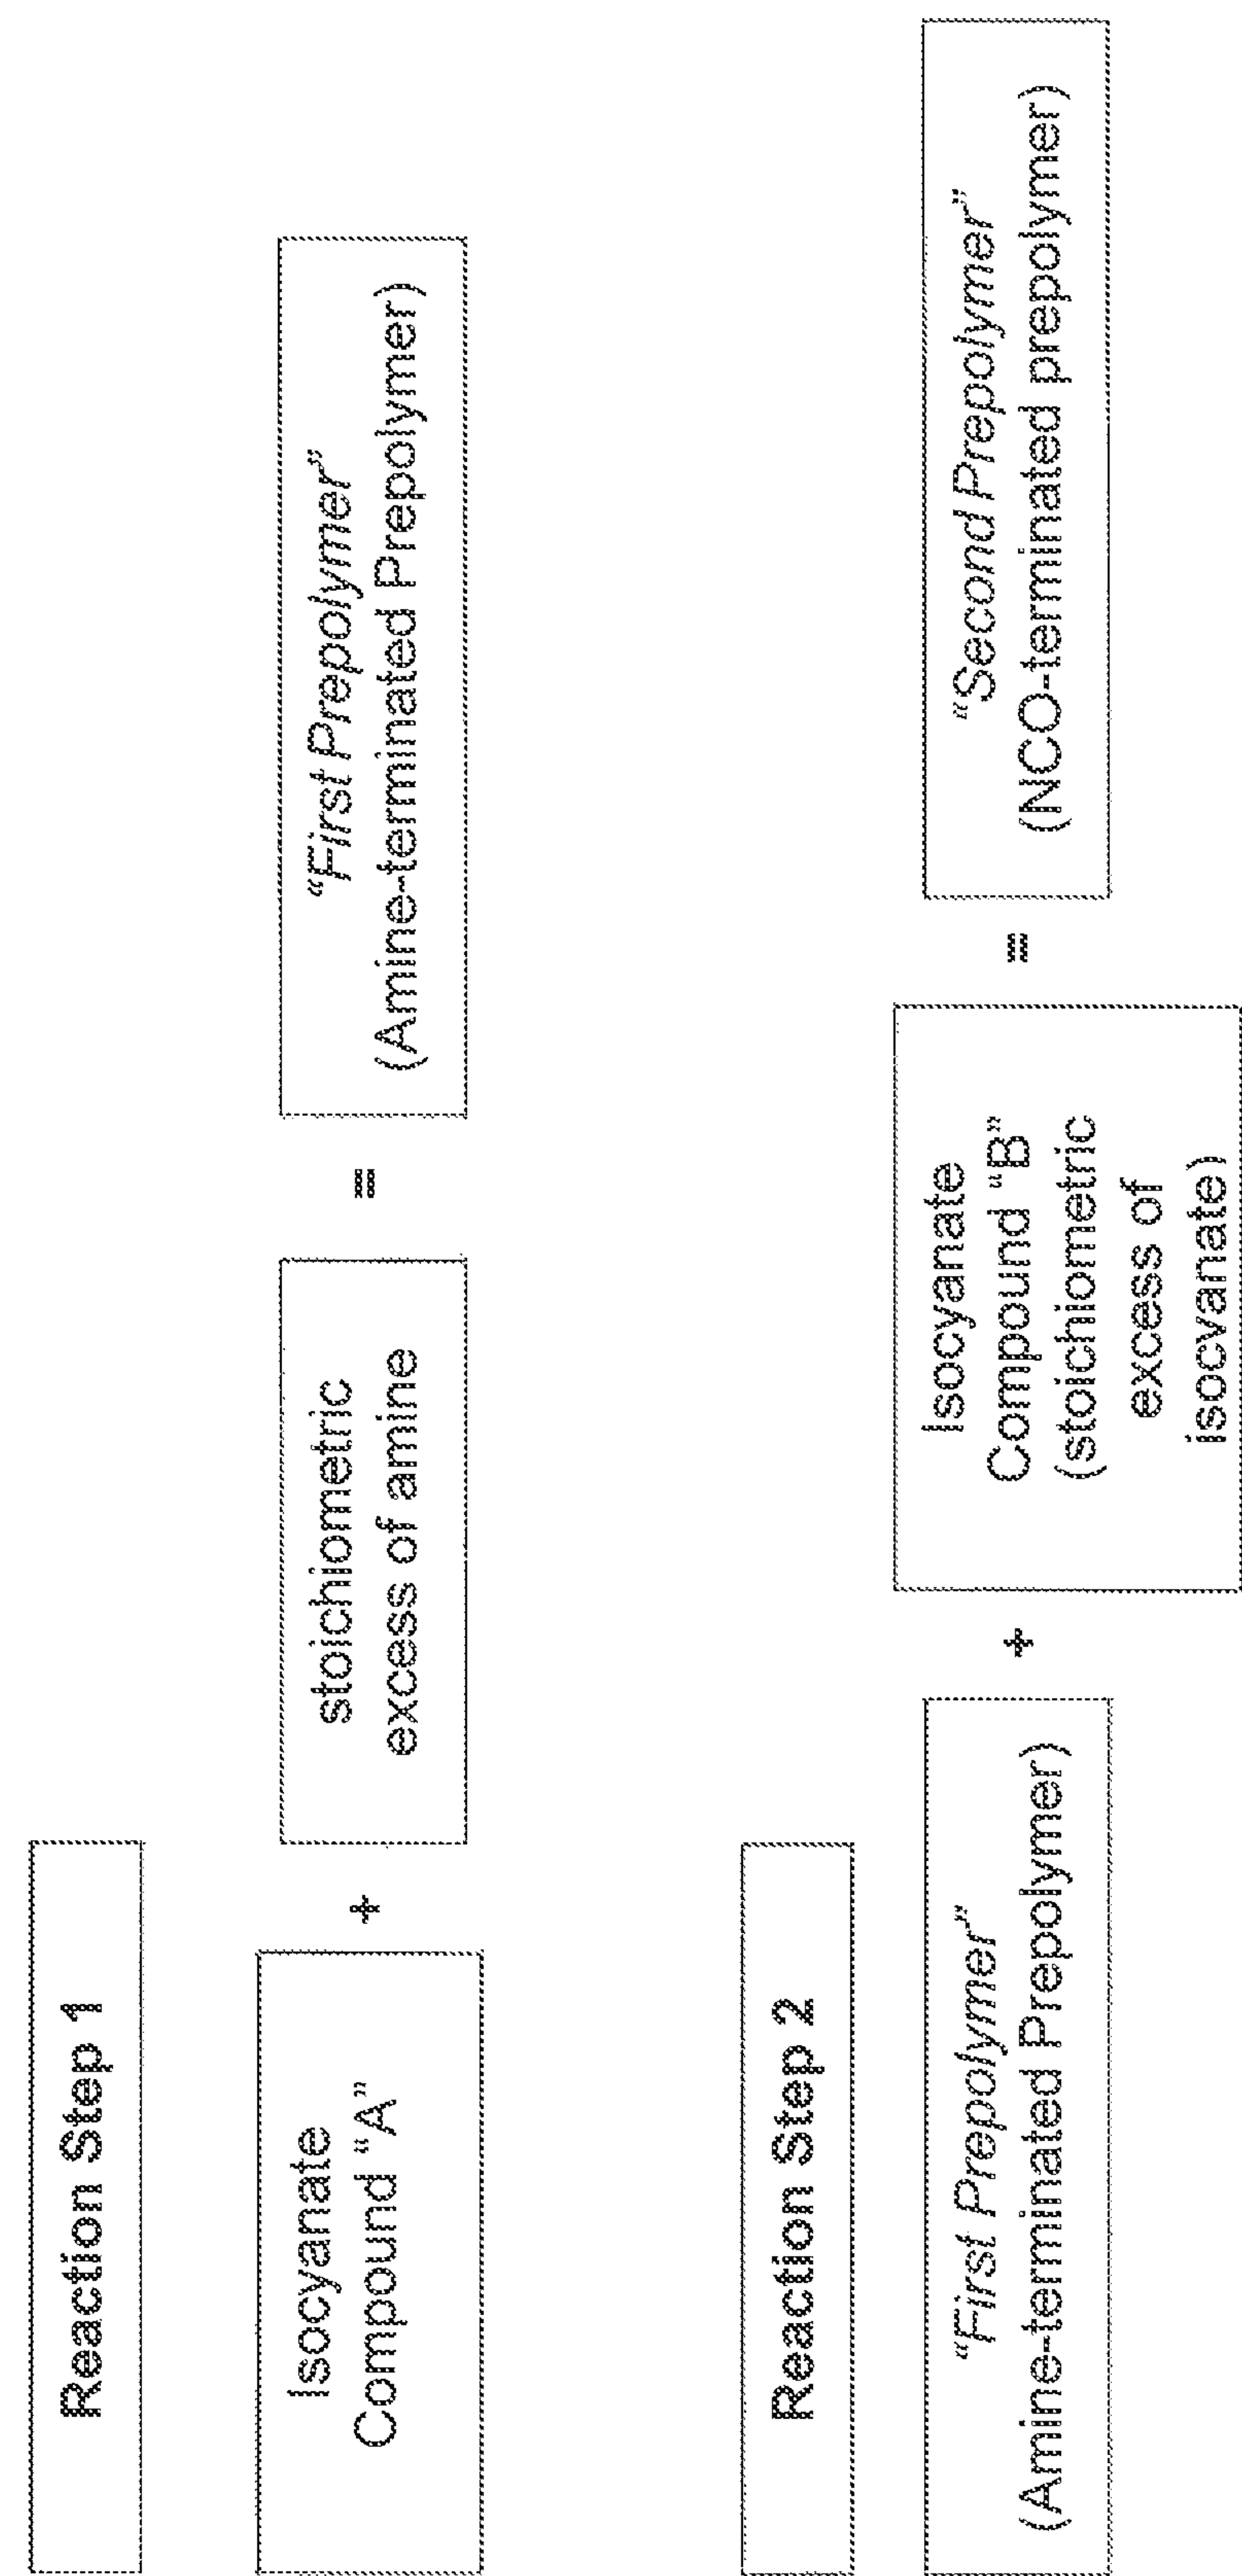 Reaction Step 1
Isocyanate
Compound "A"
+
stoichiometric
excess of amine
=
"First Prepolymer"
(Amine-terminated Prepolymer)
Reaction Step 2
"First Prepolymer"
(Amine-terminated Prepolymer)
+
Isocyanate
Compound "B"
(stoichiometric
excess of
isocyanate)
=
"Second Prepolymer"
(NCO-terminated prepolymer)